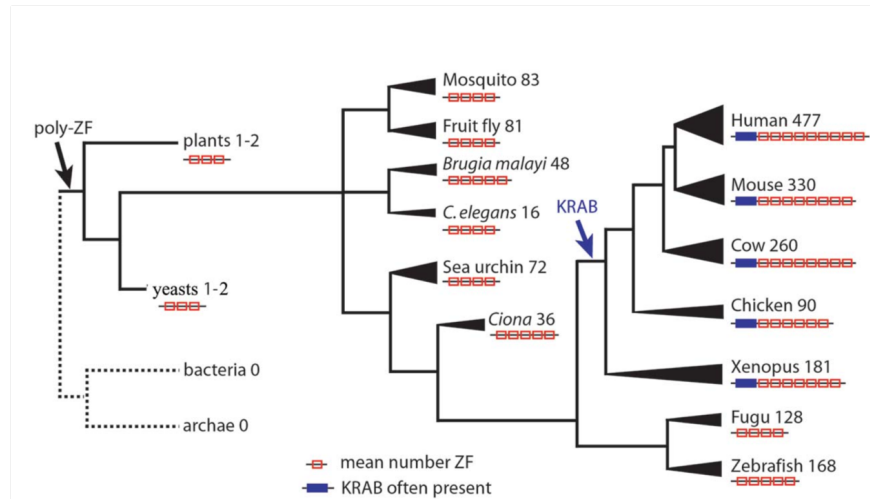 poly-ZF
plants 1-2
yeasts 1-2
bacteria 0
archae 0
Mosquito 83
Fruit fly 81
Brugia malayi 48
C.elegans 16
Sea urchin 72
Ciona 36
KRAB
Human 477
Mouse 330
Cow 260
Chicken 90
Xenopus 181
Fugu 128
Zebrafish 168
mean number ZF
KRAB often present